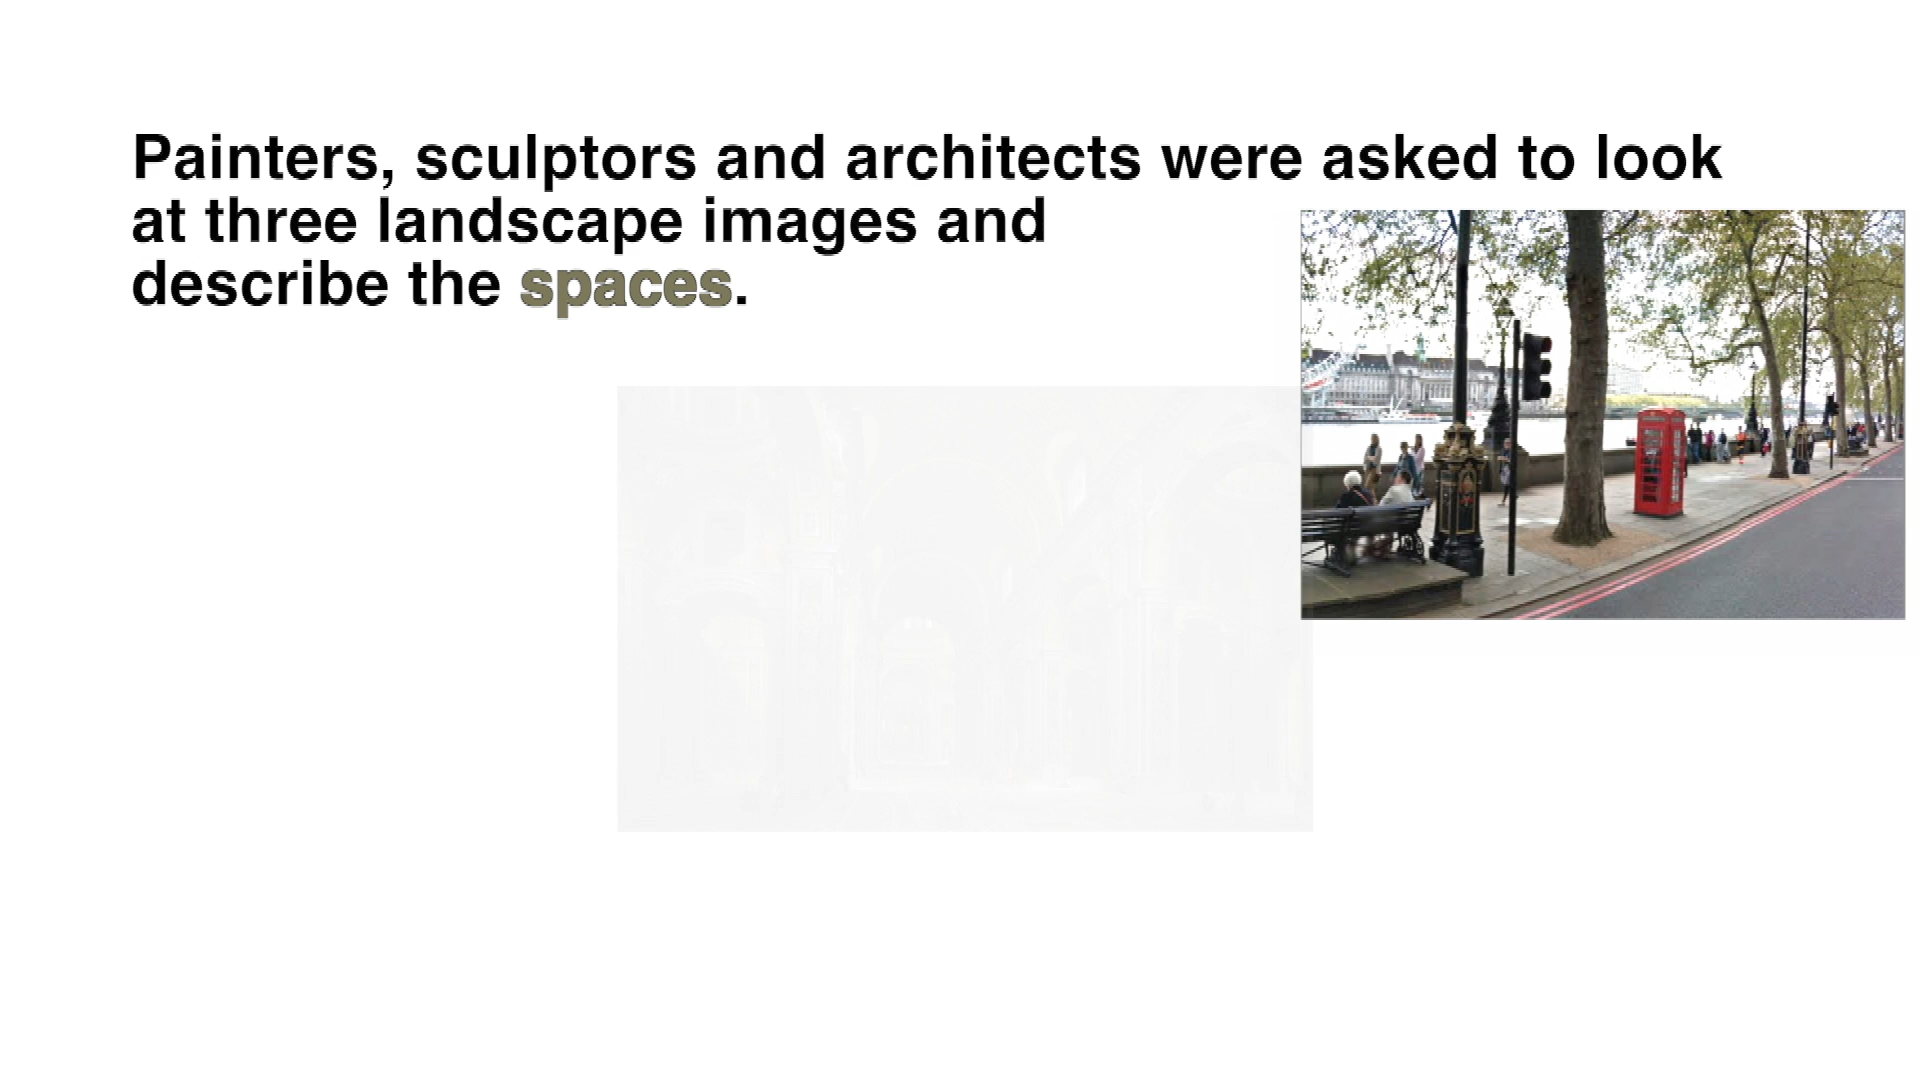 Painters, sculptors and architects were asked to look
at three landscape images and
describe the spaces.